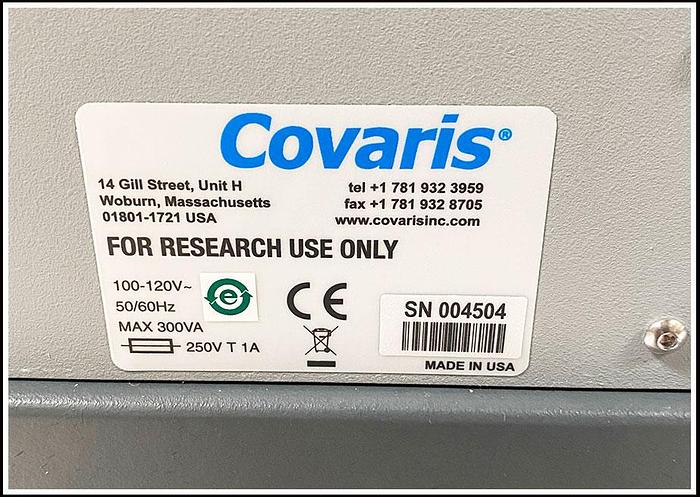 Covaris®
14 Gill Street, Unit H
Woburn, Massachusetts
01801-1721 USA
tel +1 781 932 3959
fax +1 781 932 8705
www.covarisinc.com
FOR RESEARCH USE ONLY
100-120V~
50/60Hz
MAX 300VA
250V T 1A
e
CE
SN 004504
MADE IN USA